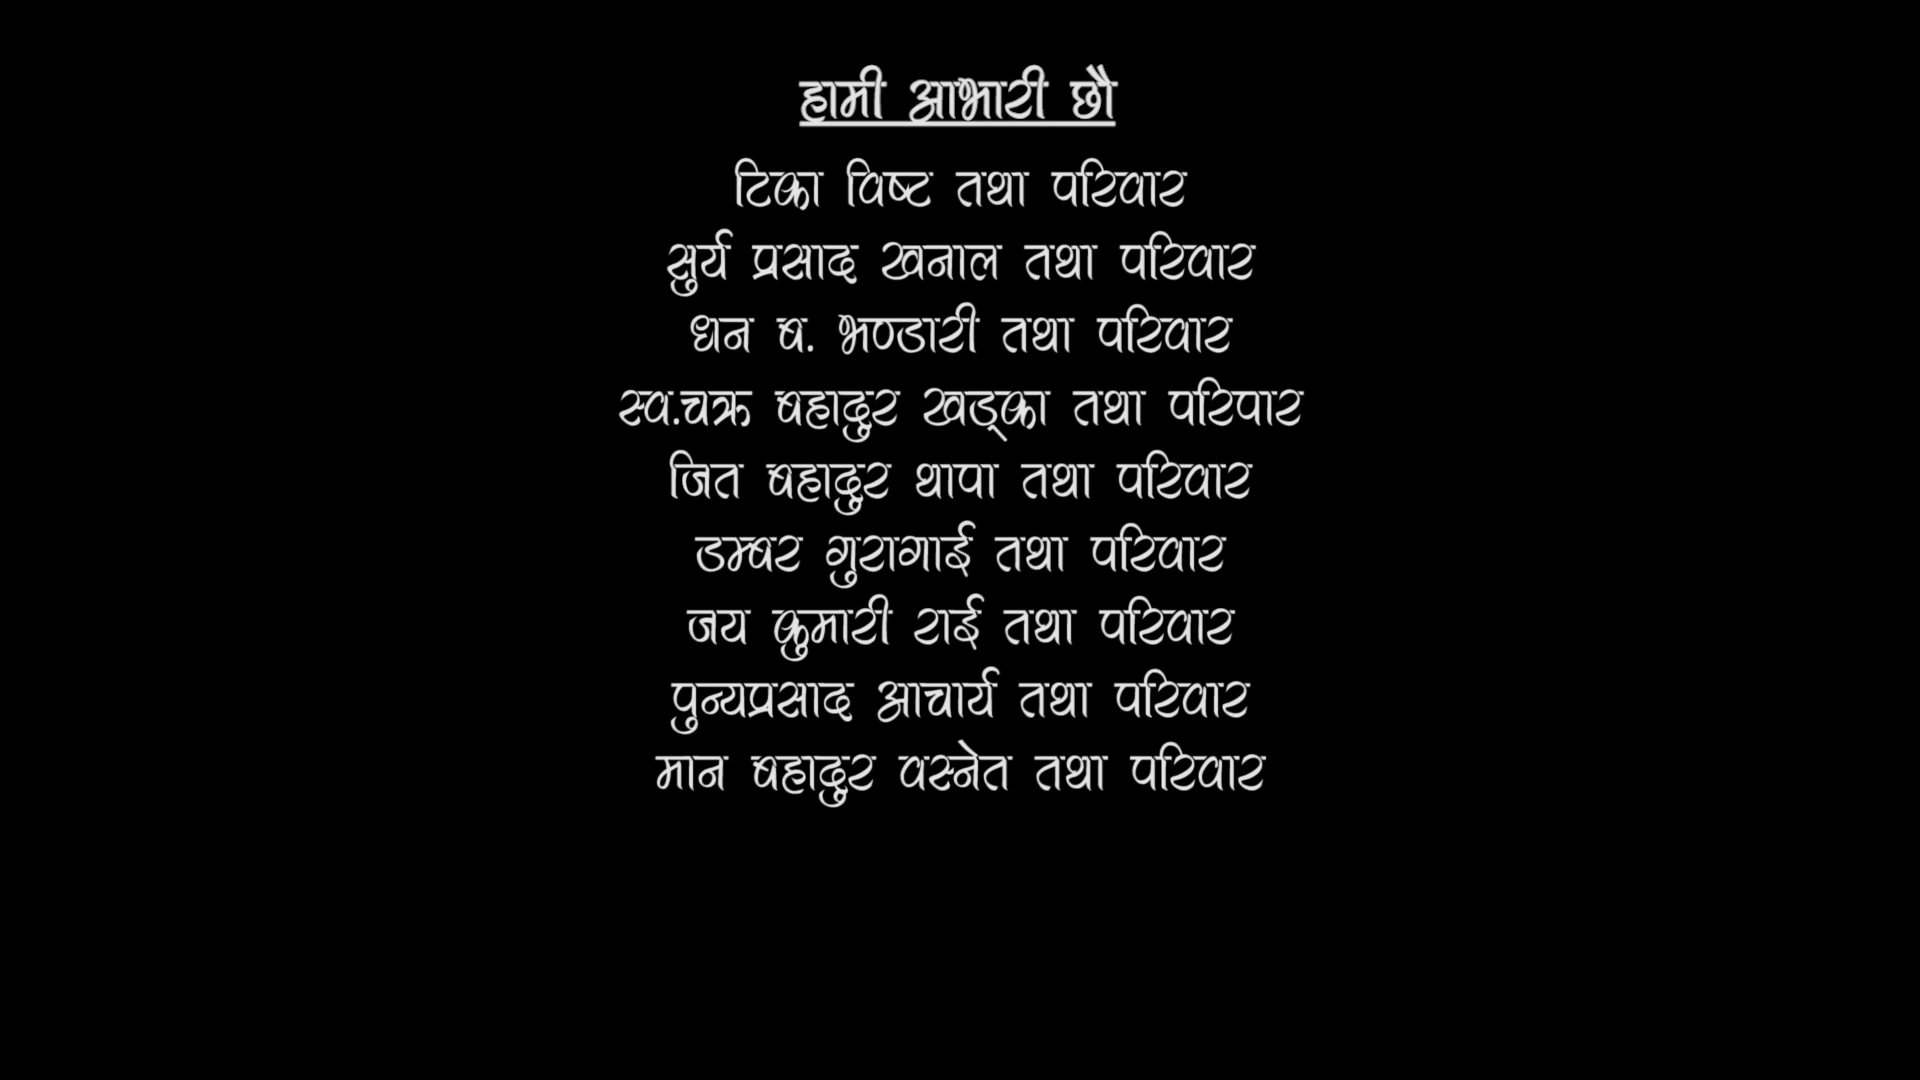 हामी आभारी छौ
टिका विष्ट तथा परिवार
सुर्य प्रसाद खनाल तथा परिवार
धन ब. भण्डारी तथा परिवार
स्व.चक्र बहादुर खड्का तथा परिपार
जित बहादुर थापा तथा परिवार
डम्बर गुरागाई तथा परिवार
जय कुमारी राई तथा परिवार
पुन्यप्रसाद आचार्य तथा परिवार
मान बहादुर वस्नेत तथा परिवार